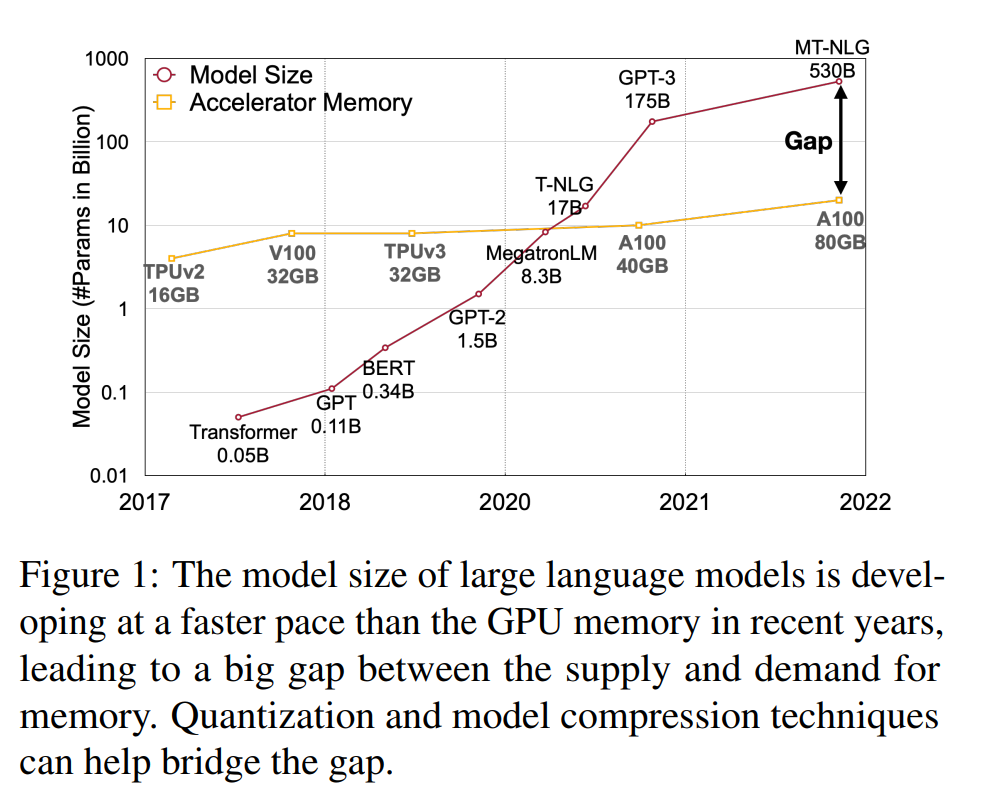 MT-NLG
530B
1000
Model Size
Accelerator Memory
GPT-3
175B
100
Gap
T-NLG
17B
10
A100
80GB
TPUv2
16GB
V100
32GB
TPUv3
32GB
MegatronLM
8.3B
A100
40GB
1
GPT-2
1.5B
BERT
0.34B
0.1
GPT
0.11B
Transformer
0.05B
0.01
Model Size (#Params in Billion)
2017
2018
2020
2021
2022
Figure 1: The model size of large language models is devel-
oping at a faster pace than the GPU memory in recent years,
leading to a big gap between the supply and demand for
memory. Quantization and model compression techniques
can help bridge the gap.